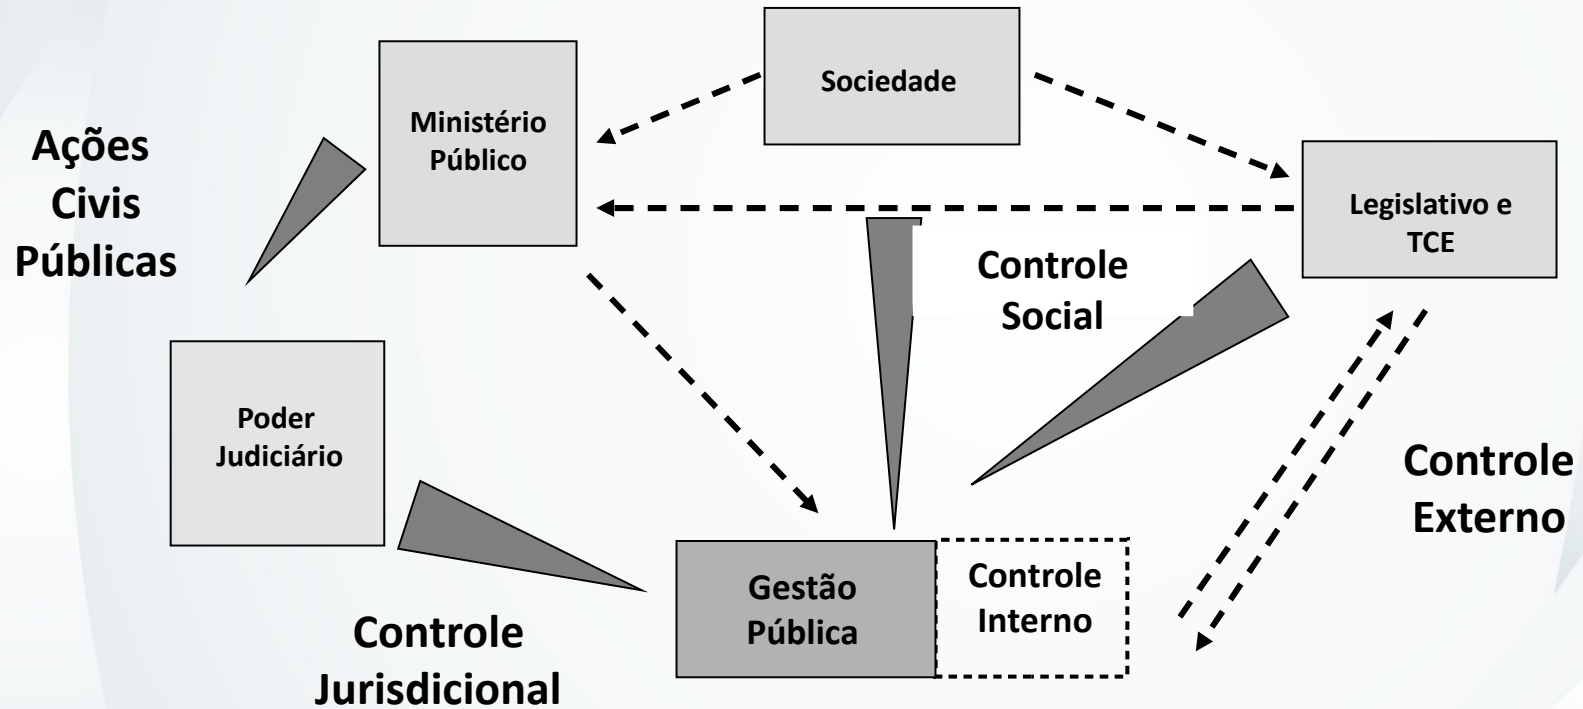 Sociedade
Ministério
Público
Ações
Civis
Públicas
Legislativo e
TCE
Controle
Social
Poder
Judiciário
Controle
Externo
Gestão
Pública
Controle
Interno
Controle
Jurisdicional